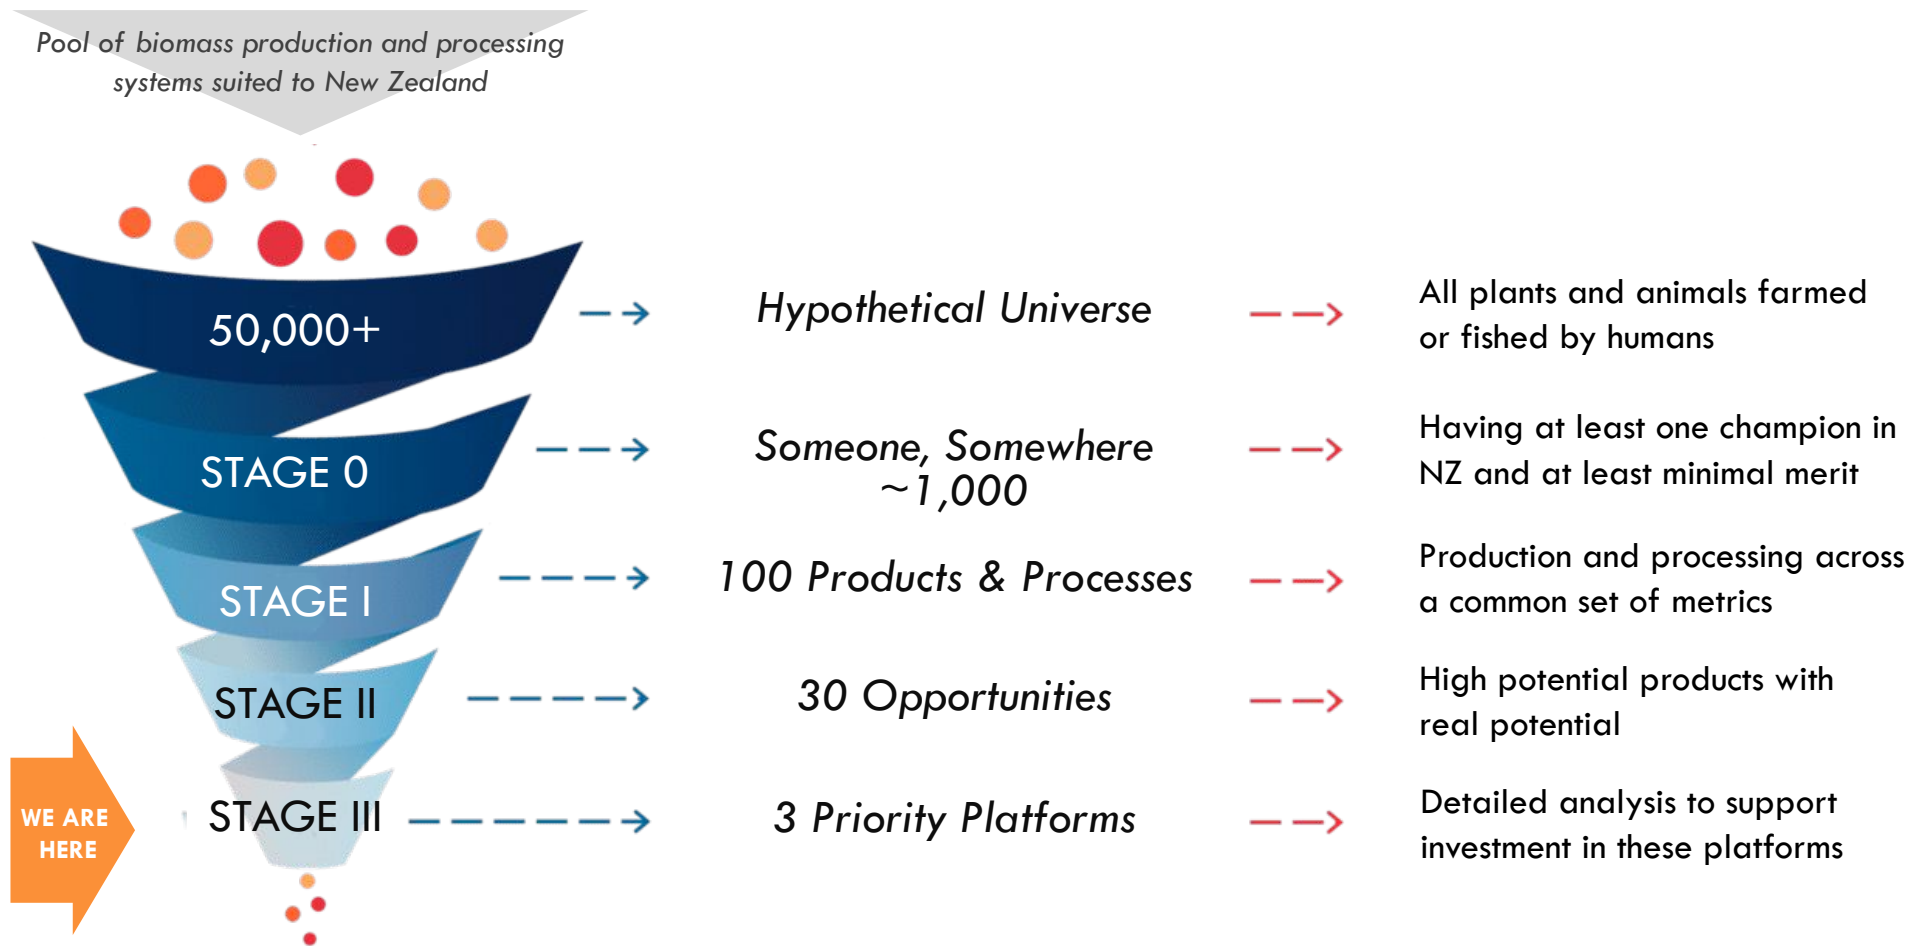 Pool of biomass production and processing
systems suited to New Zealand
50,000+
Hypothetical Universe
All plants and animals farmed
or fished by humans
STAGE 0
Someone, Somewhere
~1,000
Having at least one champion in
NZ and at least minimal merit
STAGE I
100 Products & Processes
Production and processing across
a common set of metrics
STAGE II
30 Opportunities
High potential products with
real potential
WE ARE
HERE
STAGE III
3 Priority Platforms
Detailed analysis to support
investment in these platforms